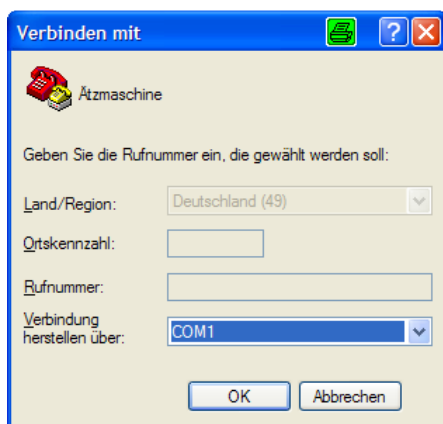 Verbinden mit
Ätzmaschine
Geben Sie die Rufnummer ein, die gewählt werden soll:
Land/Region: Deutschland (49)
Ortskennzahl:
Rufnummer:
Verbindung
herstellen über: COM1
OK Abbrechen